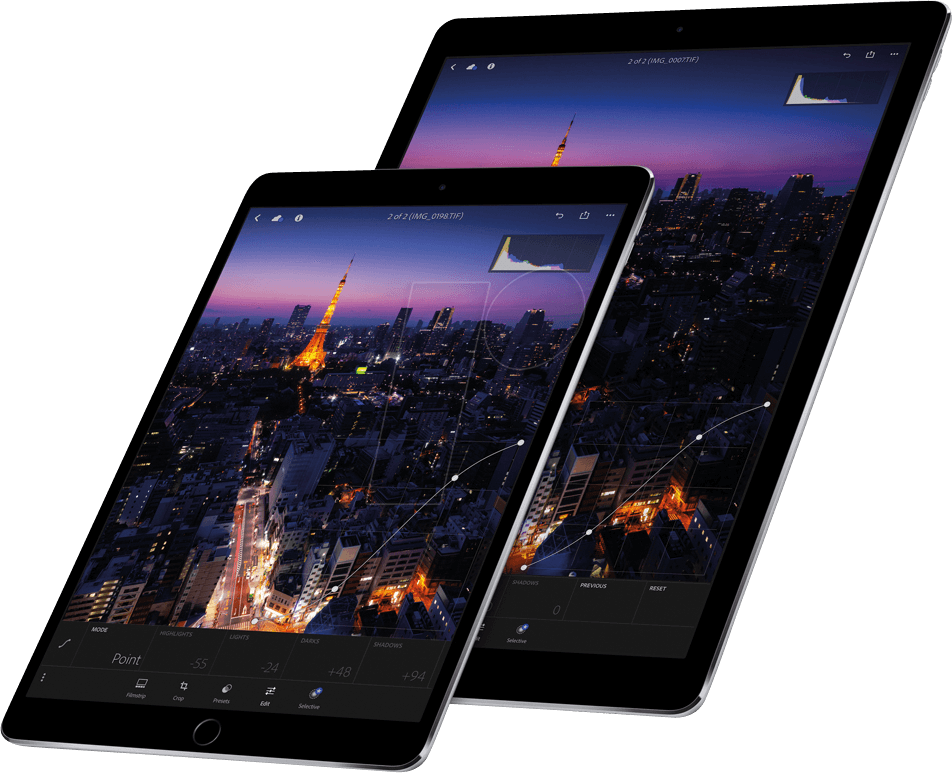 2 of 2 (IMG_0007.TIF)
2 of 2 (IMG_0198.TIF)
SHADOWS
PREVIOUS
RESET
0
Selective
MODE
HIGHLIGHTS
LIGHTS
DARKS
SHADOWS
Point
-55
-24
+48
+94
Filmstrip
Crop
Presets
Edit
Selective